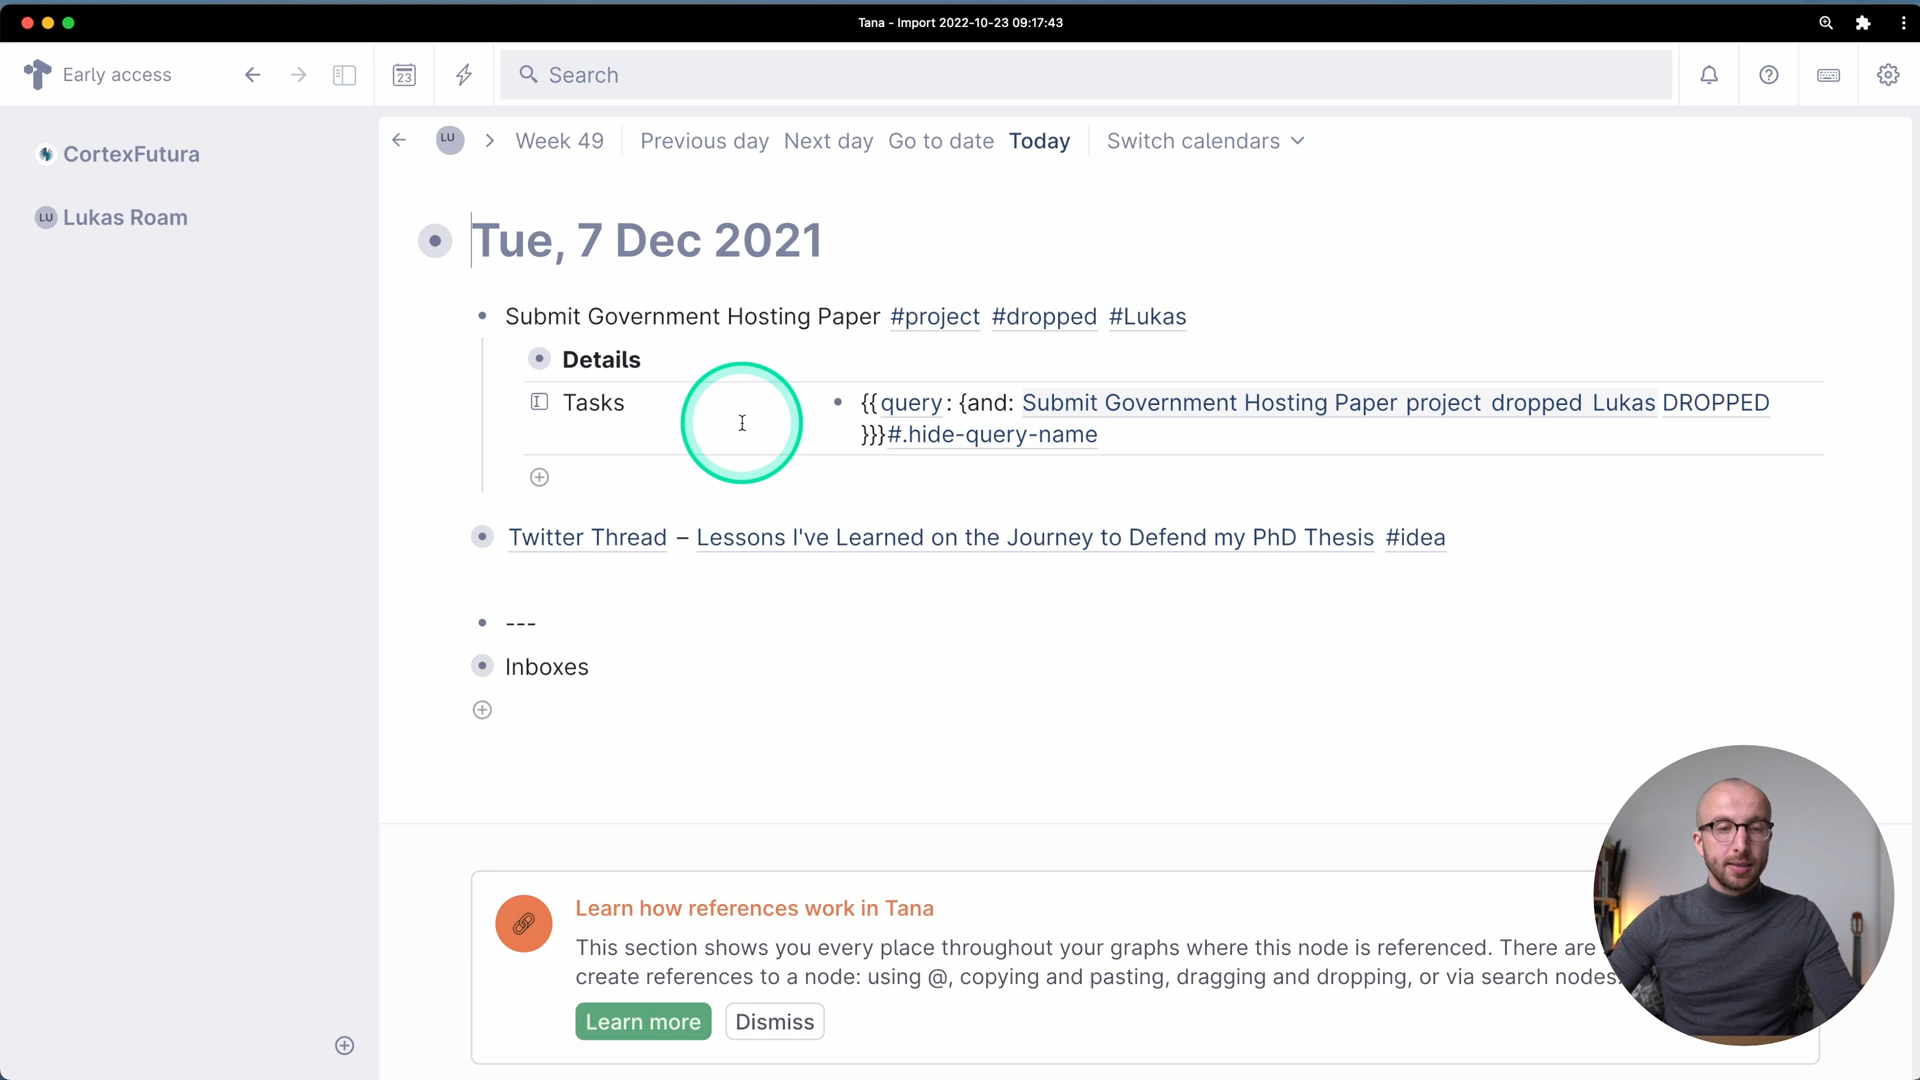 Tana - Import 2022-10-23 09:17:43
Early access
23
Search
CortexFutura
LU Lukas Roam
LU
Week 49
Previous day
Next day
Go to date
Today
Switch calendars
Tue, 7 Dec 2021
Submit Government Hosting Paper #project #dropped #Lukas
Details
Tasks
{{query: {and: Submit Government Hosting Paper project dropped Lukas DROPPED
}}}#.hide-query-name
Twitter Thread – Lessons I've Learned on the Journey to Defend my PhD Thesis #idea
---
Inboxes
Learn how references work in Tana
This section shows you every place throughout your graphs where this node is referenced. There are
create references to a node: using @, copying and pasting, dragging and dropping, or via search nodes.
Learn more
Dismiss